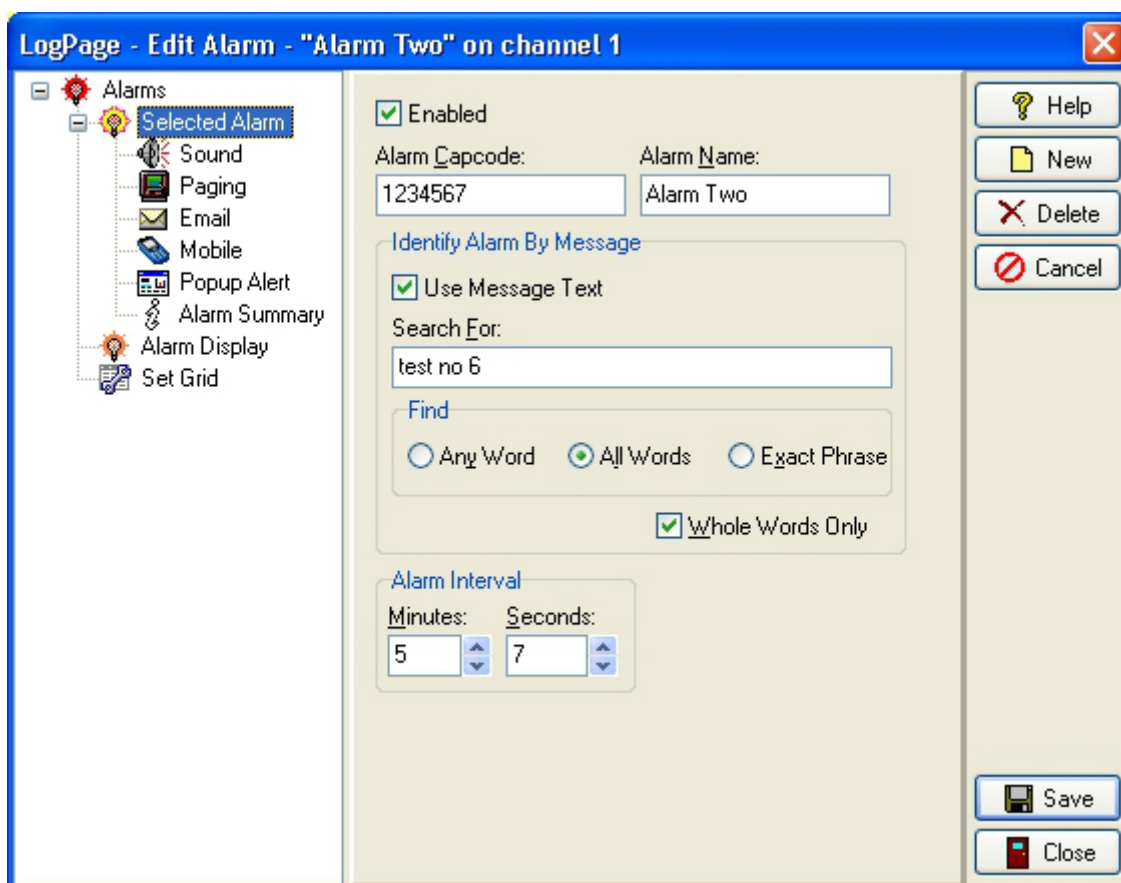 LogPage - Edit Alarm - "Alarm Two" on channel 1
Alarms
Selected Alarm
Sound
Paging
Email
Mobile
Popup Alert
Alarm Summary
Alarm Display
Set Grid
Enabled
Alarm Capcode: Alarm Name:
1234567 Alarm Two
Identify Alarm By Message
Use Message Text
Search For:
test no 6
Find
Any Word All Words Exact Phrase
Whole Words Only
Alarm Interval
Minutes: Seconds:
5 7
Help
New
Delete
Cancel
Save
Close